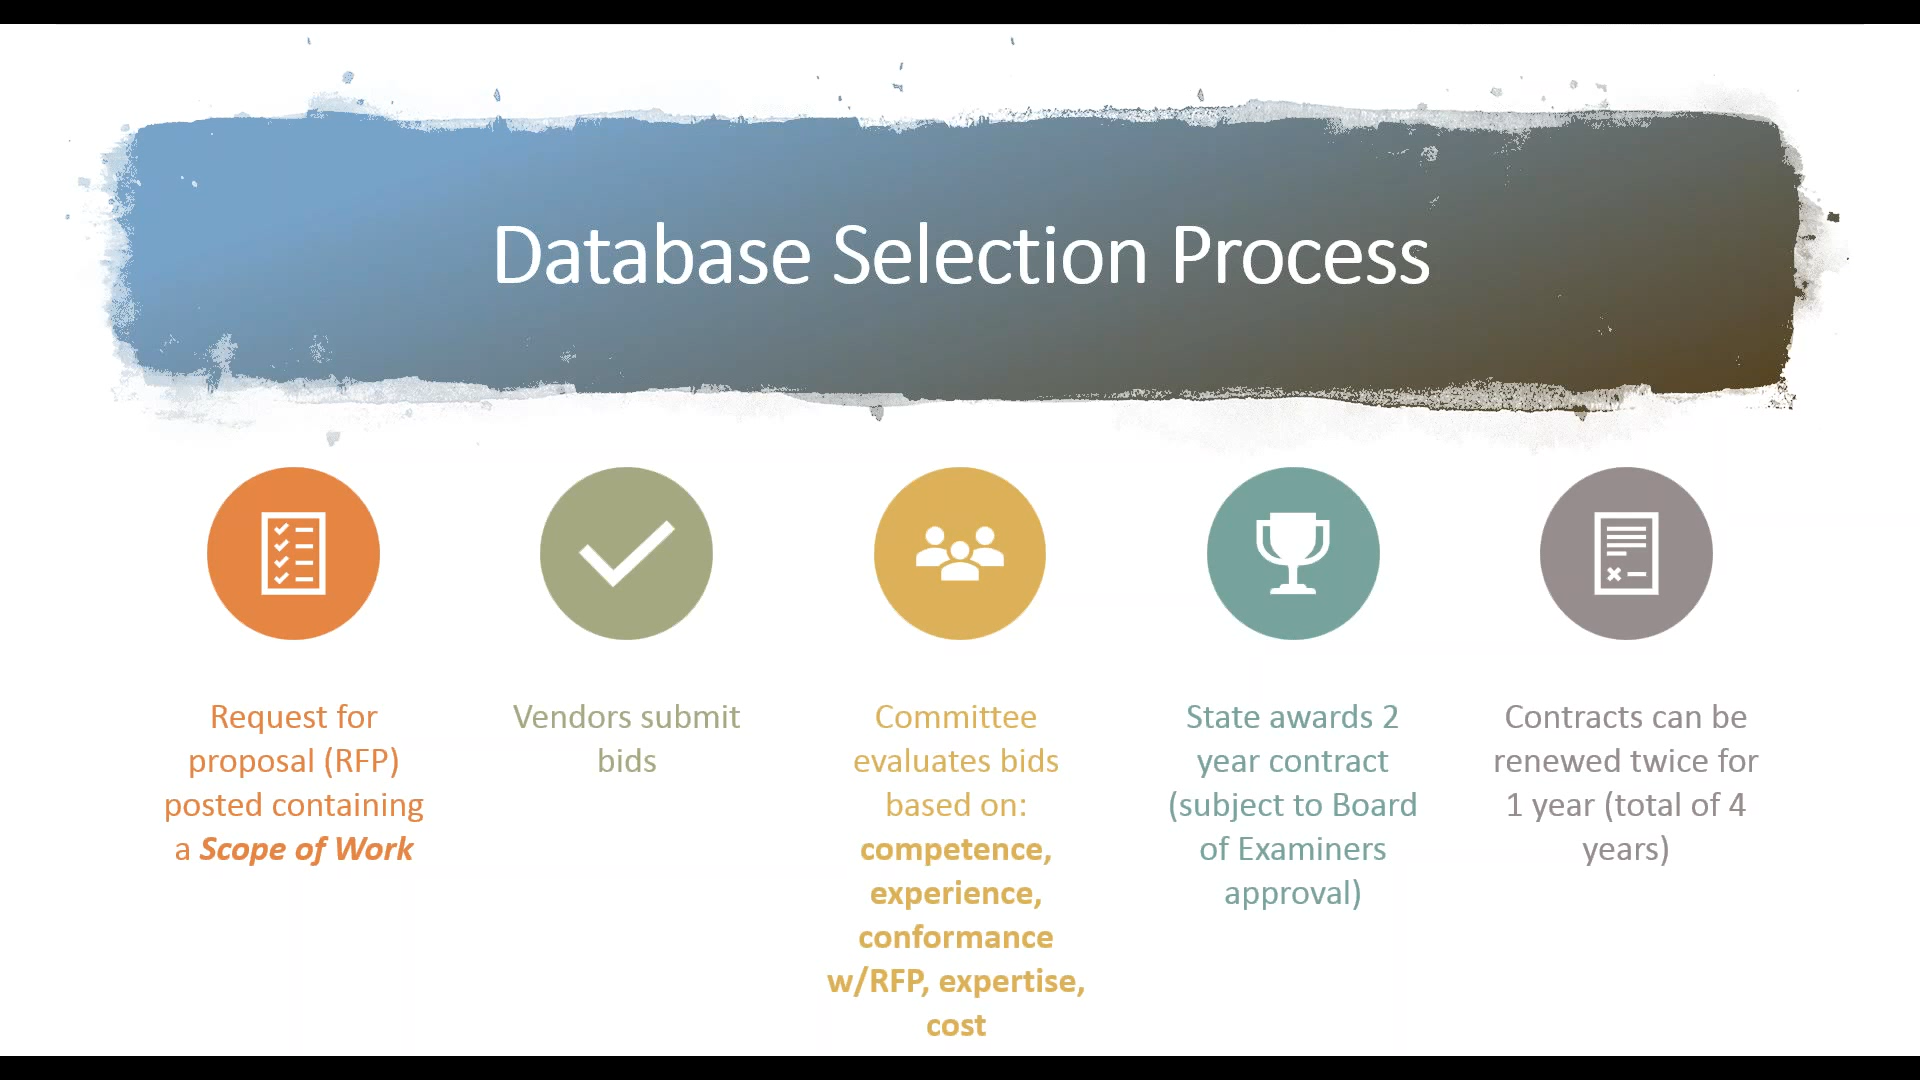 Database Selection Process
Request for
proposal (RFP)
posted containing
a Scope of Work
Vendors submit
bids
Committee
evaluates bids
based on:
competence,
experience,
conformance
w/RFP, expertise,
cost
State awards 2
year contract
(subject to Board
of Examiners
approval)
Contracts can be
renewed twice for
1 year (total of 4
years)